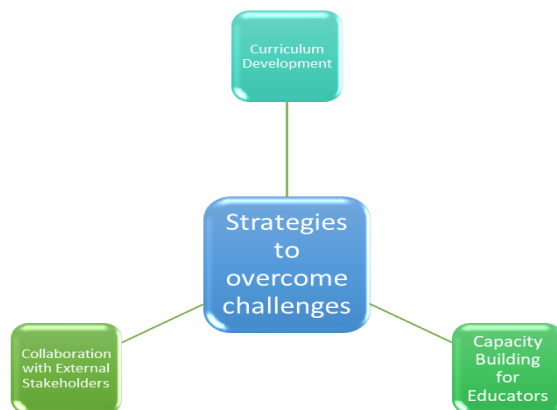 Curriculum
Development
Strategies
to
overcome
challenges
Collaboration
with External
Stakeholders
Capacity
Building
for
Educators